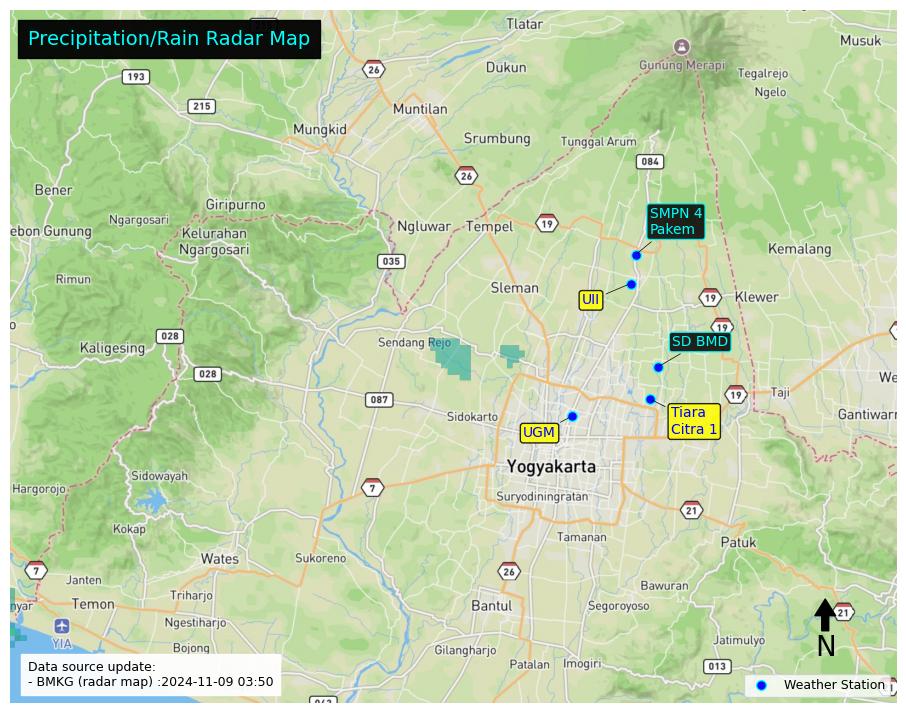 Precipitation/Rain Radar Map
Tlatar
Musuk
26
Gunung Merapi
193
Dukun
Tegalrejo
Ngelo
215
Muntilan
Mungkid
Srumbung
Tunggal Arum
084
26
Bener
Giripurno
SMPN 4
Pakem
Ngargosari
ebon Gunung
Kelurahan
Ngargosari
Ngluwar
Tempel
19
Kemalang
035
Rimun
Sleman
UII
19
Klewer
19
028
Kaligesing
Sendang Rejo
SD BMD
028
We
087
19
Taji
Sidokarto
Tiara
Citra 1
Gantiwarn
UGM
Yogyakarta
Sidowayah
Hargorojo
7
Suryodiningratan
21
Kokap
Tamanan
Patuk
Wates
Sukoreno
7
Janten
26
Bawuran
Triharjo
nyar
Temon
Bantul
Segoroyoso
21
Ngestiharjo
YIA
Bojong
Gilangharjo
Jatimulyo
N
Patalan
Imogiri
013
Data source update:
- BMKG (radar map) :2024-11-09 03:50
Weather Station